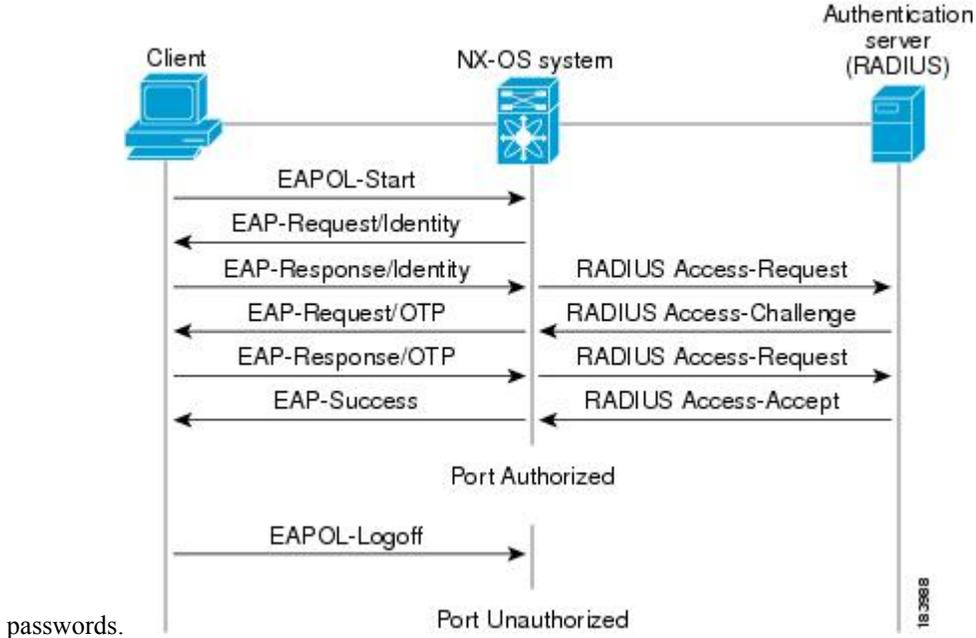 Authentication
server
(RADIUS)
Client
NX-OS system
EAPOL-Start
EAP-Request/Identity
EAP-Response/Identity
RADIUS Access-Request
EAP-Request/OTP
RADIUS Access-Challenge
EAP-Response/OTP
RADIUS Access-Request
EAP-Success
RADIUS Access-Accept
Port Authorized
EAPOL-Logoff
Port Unauthorized
183988
passwords.